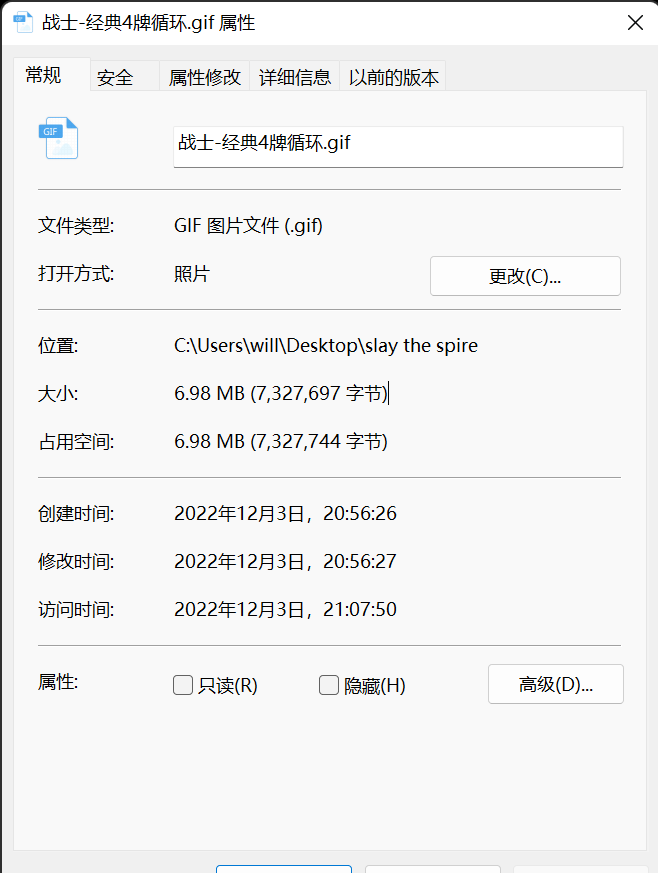 战士-经典4牌循环.gif 属性
常规 安全 属性修改 详细信息 以前的版本
GIF
战士-经典4牌循环.gif
文件类型: GIF 图片文件 (.gif)
打开方式: 照片 更改(C)...
位置: C:\Users\will\Desktop\slay the spire
大小: 6.98 MB (7,327,697 字节)
占用空间: 6.98 MB (7,327,744 字节)
创建时间: 2022年12月3日，20:56:26
修改时间: 2022年12月3日，20:56:27
访问时间: 2022年12月3日，21:07:50
属性: 只读(R) 隐藏(H) 高级(D)...